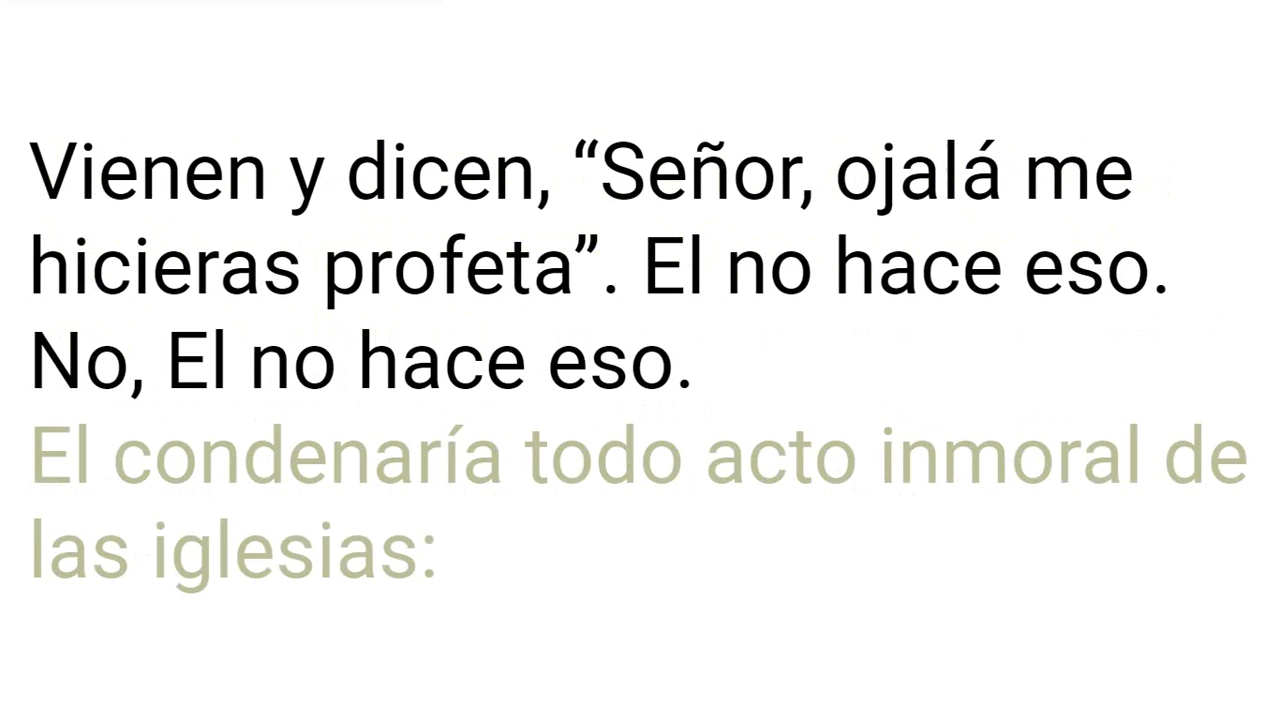 Vienen y dicen, “Señor, ojalá me
hicieras profeta”. El no hace eso.
No, El no hace eso.
El condenaría todo acto inmoral de
las iglesias: